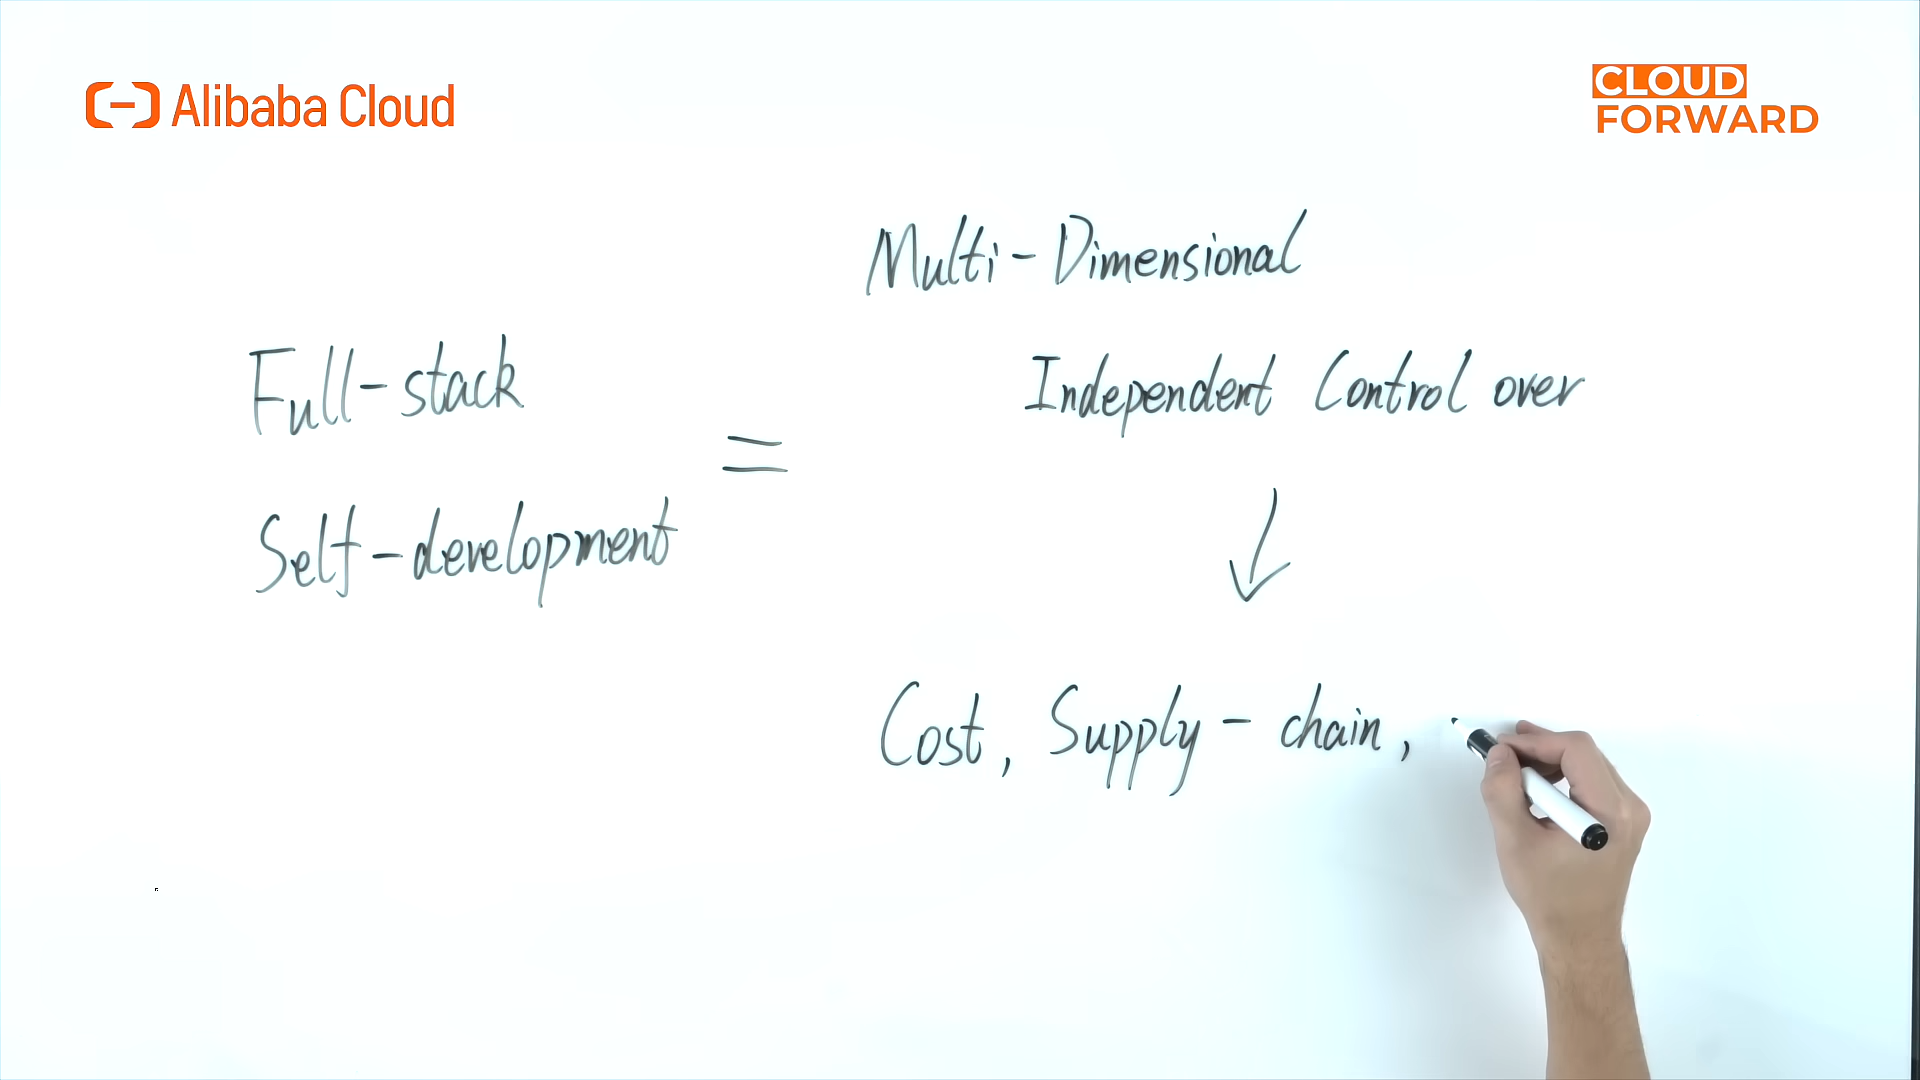 Alibaba Cloud
CLOUD
FORWARD
Multi-Dimensional
Full-stack
Independent Control over
=
Self-development
Cost, Supply-chain,